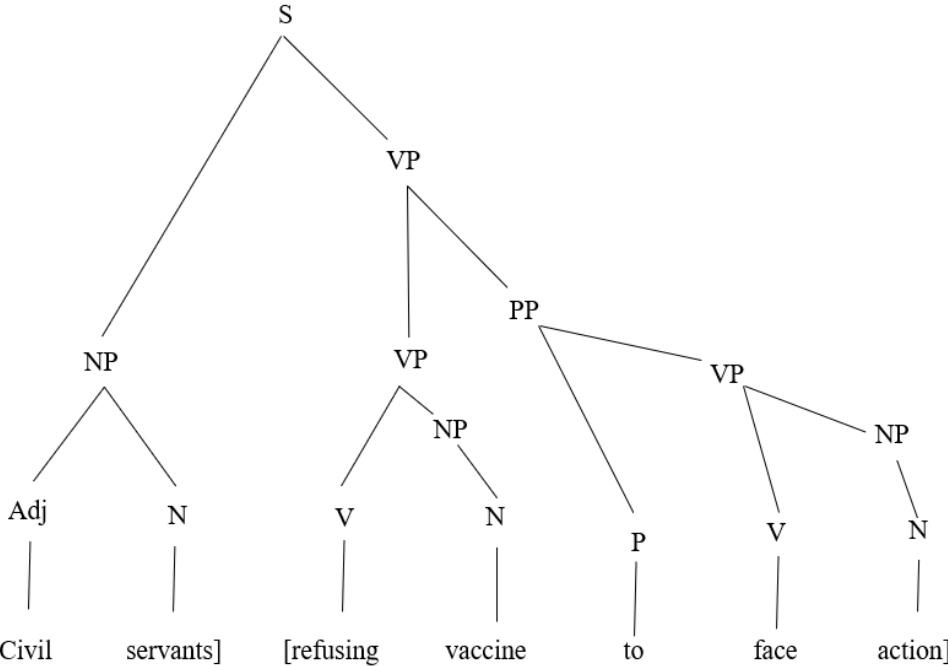 S
VP
PP
NP VP
VP
NP NP
Adj N V N
P V N
Civil servants] [refusing vaccine to face action]